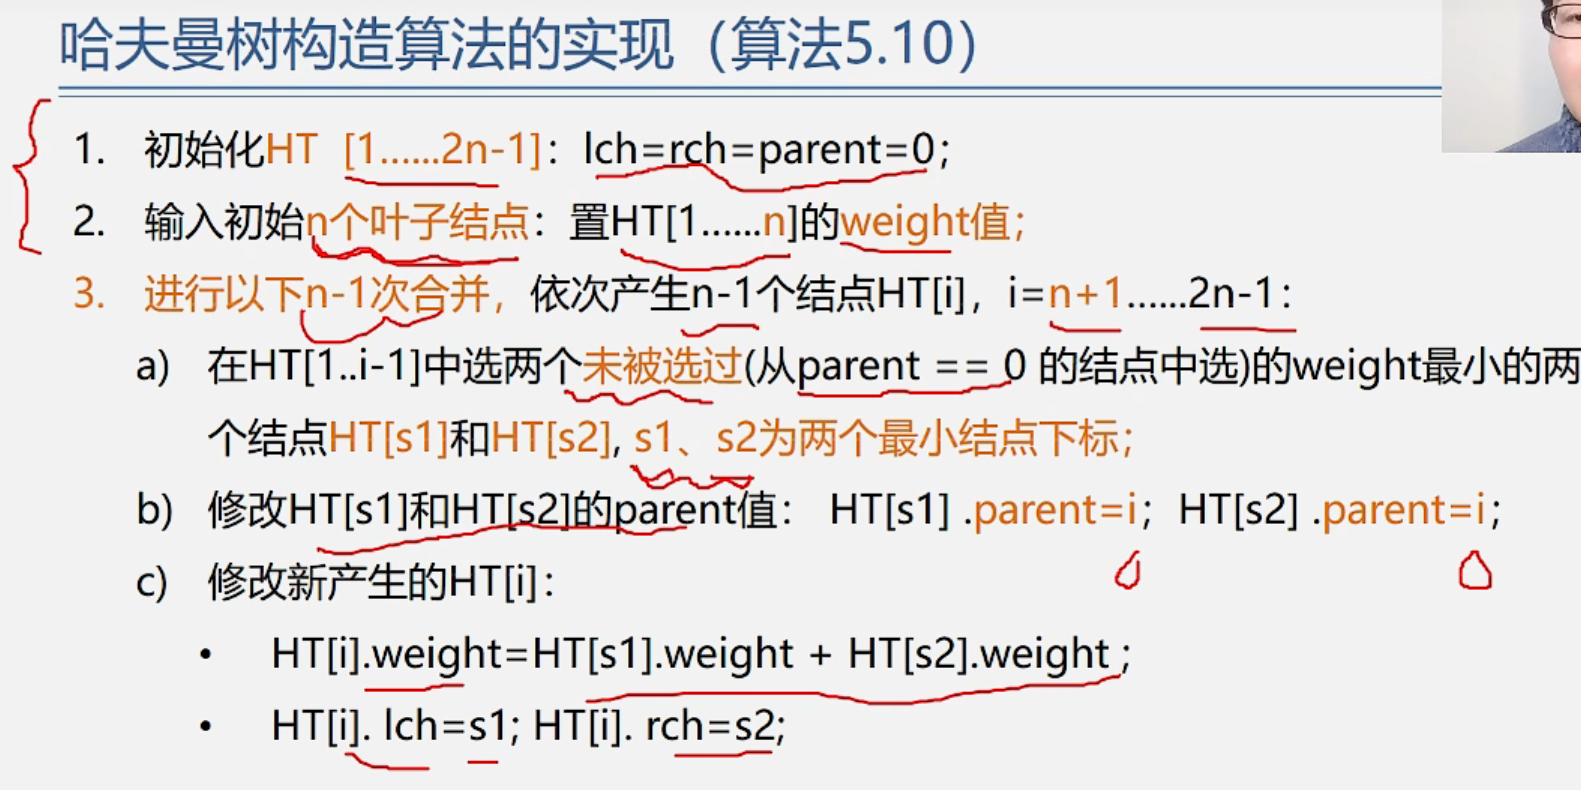 哈夫曼树构造算法的实现（算法5.10）
1. 初始化HT [1......2n-1]：lch=rch=parent=0;
2. 输入初始n个叶子结点：置HT[1......n]的weight值;
3. 进行以下n-1次合并，依次产生n-1个结点HT[i]，i=n+1......2n-1：
a) 在HT[1..i-1]中选两个未被选过(从parent == 0 的结点中选)的weight最小的两
个结点HT[s1]和HT[s2], s1、s2为两个最小结点下标;
b) 修改HT[s1]和HT[s2]的parent值： HT[s1] .parent=i; HT[s2] .parent=i;
c) 修改新产生的HT[i]：
• HT[i].weight=HT[s1].weight + HT[s2].weight ;
• HT[i]. lch=s1; HT[i]. rch=s2;